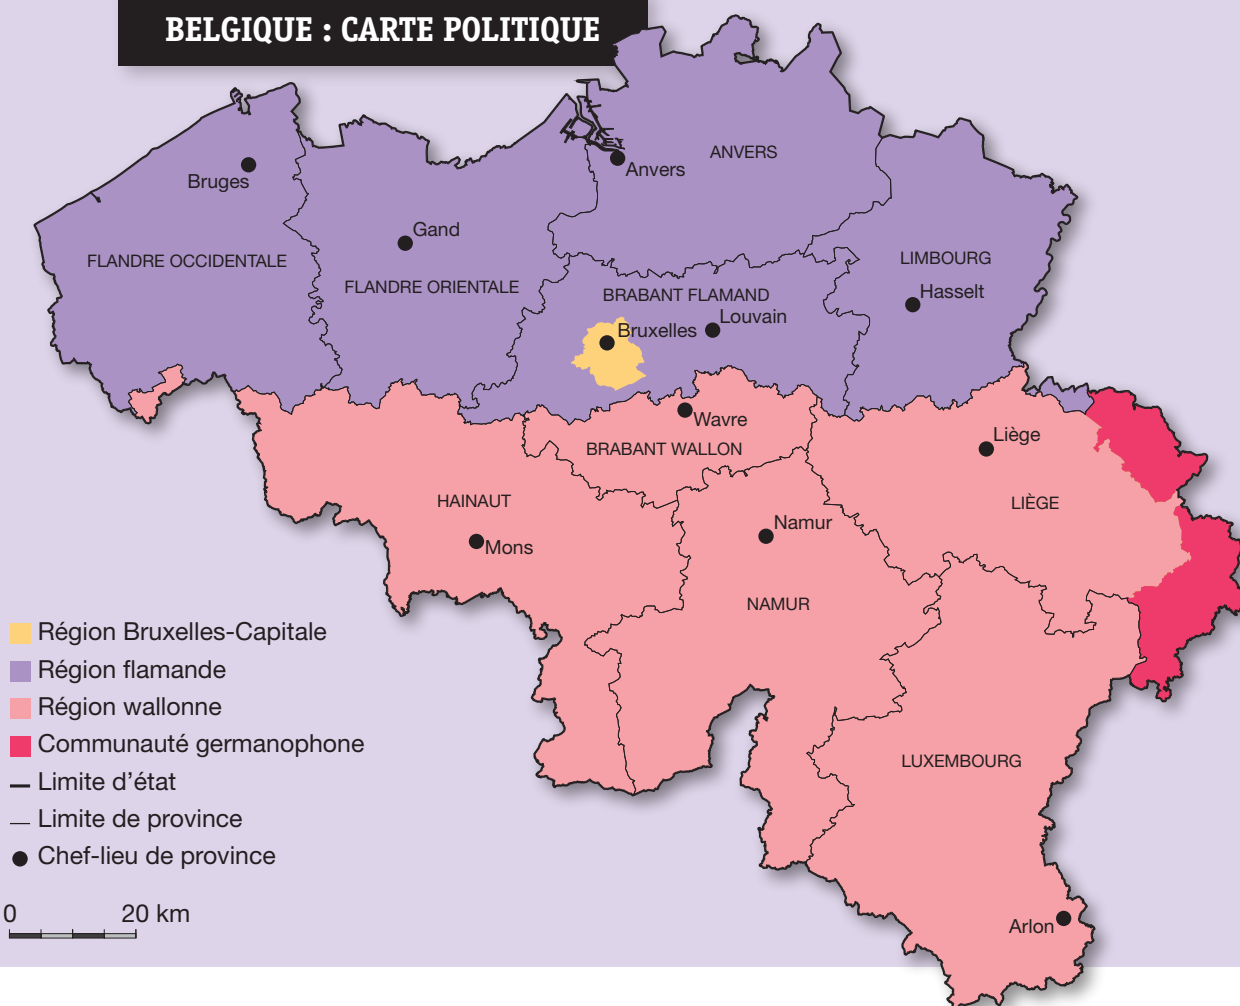 BELGIQUE : CARTE POLITIQUE
ANVERS
Anvers
Bruges
Gand
FLANDRE OCCIDENTALE
LIMBOURG
FLANDRE ORIENTALE
Hasselt
BRABANT FLAMAND
Louvain
Bruxelles
Wavre
Liège
BRABANT WALLON
HAINAUT
LIÈGE
Namur
Mons
NAMUR
Région Bruxelles-Capitale
Région flamande
Région wallonne
Communauté germanophone
LUXEMBOURG
Limite d’état
Limite de province
Chef-lieu de province
0 20 km
Arlon